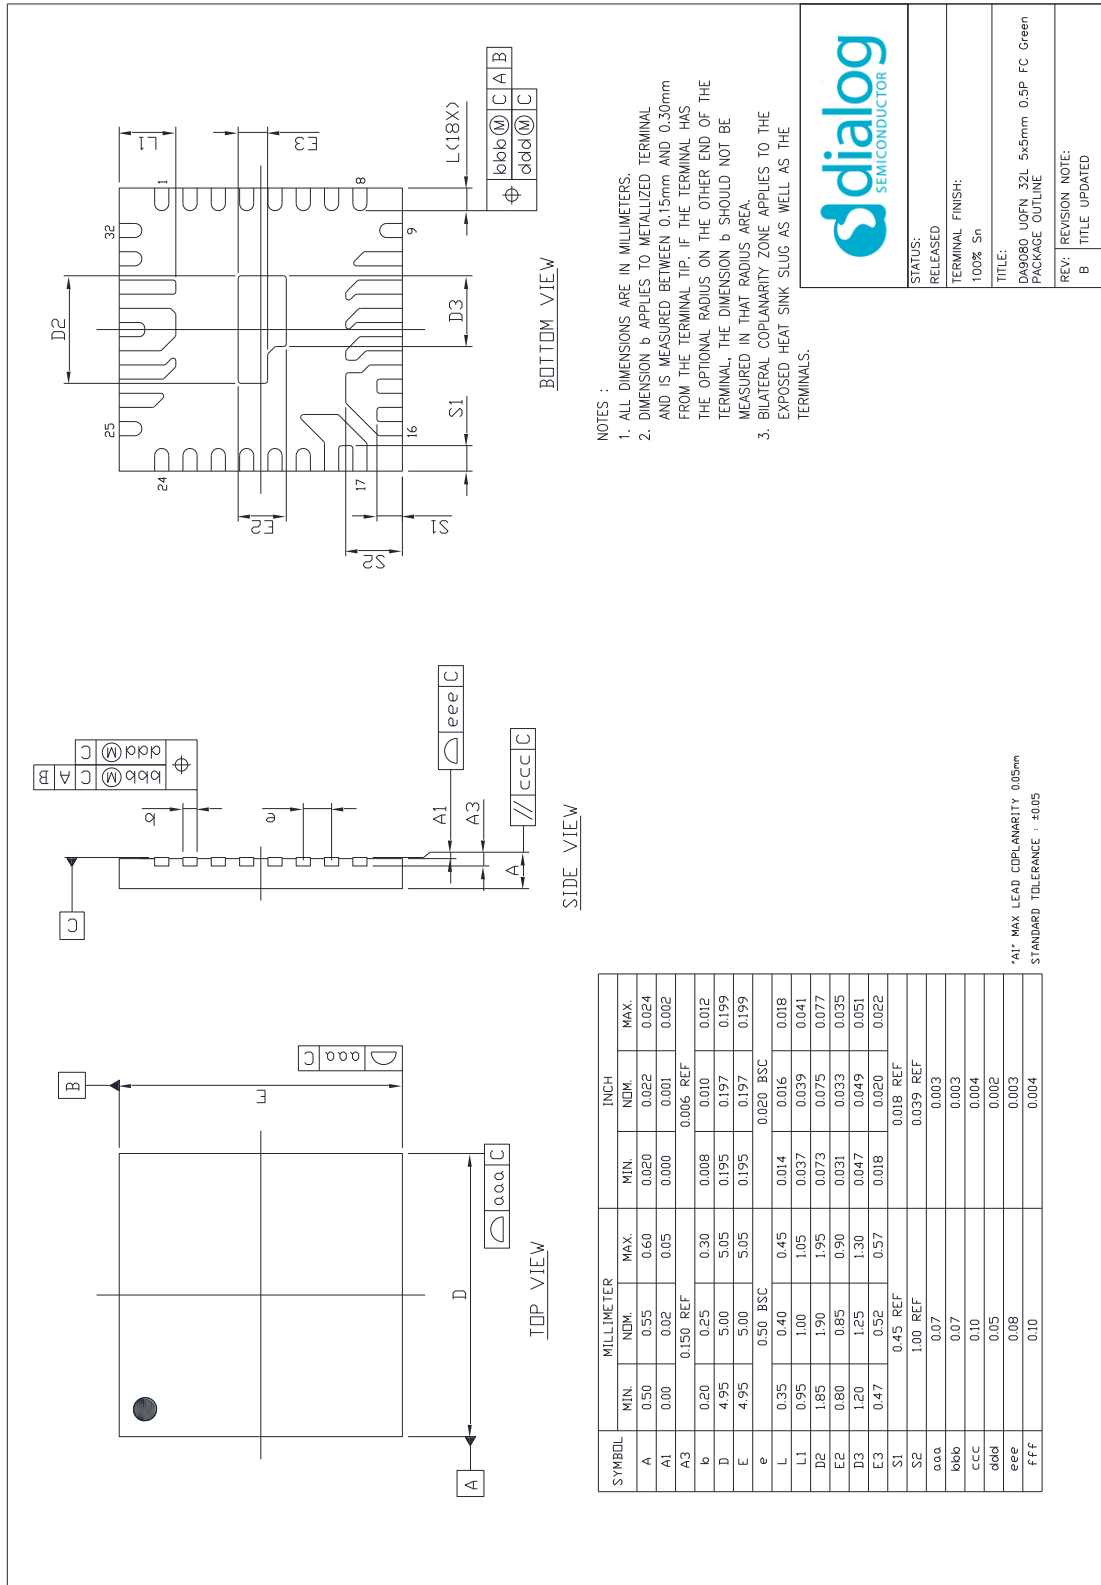 TOP VIEW
A
B
D
E
aaa C
aaa C
SIDE VIEW
C
bbb M C A B
ddd M C
b
e
A1
A3
A
eee C
// ccc C
BOTTOM VIEW
D2
L1
E3
L(18X)
bbb M C A B
ddd M C
1
8
9
16
17
24
25
32
E2
S2
S1
S1
D3
SYMBOL MILLIMETER INCH
MIN. NOM. MAX. MIN. NOM. MAX.
A 0.50 0.55 0.60 0.020 0.022 0.024
A1 0.00 0.02 0.05 0.000 0.001 0.002
A3 0.150 REF 0.006 REF
b 0.20 0.25 0.30 0.008 0.010 0.012
D 4.95 5.00 5.05 0.195 0.197 0.199
E 4.95 5.00 5.05 0.195 0.197 0.199
e 0.50 BSC 0.020 BSC
L 0.35 0.40 0.45 0.014 0.016 0.018
L1 0.95 1.00 1.05 0.037 0.039 0.041
D2 1.85 1.90 1.95 0.073 0.075 0.077
E2 0.80 0.85 0.90 0.031 0.033 0.035
D3 1.20 1.25 1.30 0.047 0.049 0.051
E3 0.47 0.52 0.57 0.018 0.020 0.022
S1 0.45 REF 0.018 REF
S2 1.00 REF 0.039 REF
aaa 0.07 0.003
bbb 0.07 0.003
ccc 0.10 0.004
ddd 0.05 0.002
eee 0.08 0.003
fff 0.10 0.004
"A1" MAX LEAD COPLANARITY 0.05mm
STANDARD TOLERANCE : ±0.05
NOTES :
1. ALL DIMENSIONS ARE IN MILLIMETERS.
2. DIMENSION b APPLIES TO METALLIZED TERMINAL
AND IS MEASURED BETWEEN 0.15mm AND 0.30mm
FROM THE TERMINAL TIP. IF THE TERMINAL HAS
THE OPTIONAL RADIUS ON THE OTHER END OF THE
TERMINAL, THE DIMENSION b SHOULD NOT BE
MEASURED IN THAT RADIUS AREA.
3. BILATERAL COPLANARITY ZONE APPLIES TO THE
EXPOSED HEAT SINK SLUG AS WELL AS THE
TERMINALS.
dialog
SEMICONDUCTOR
STATUS:
RELEASED
TERMINAL FINISH:
100% Sn
TITLE:
DA9080 UQFN 32L 5x5mm 0.5P FC Green
PACKAGE OUTLINE
REV: REVISION NOTE:
B TITLE UPDATED